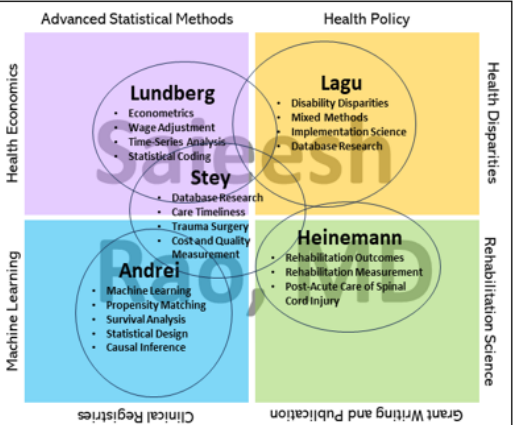 Advanced Statistical Methods
Health Policy
Health Economics
Health Disparities
Lundberg
• Econometrics
• Wage Adjustment
• Time-Series Analysis
• Statistical Coding
Lagu
• Disability Disparities
• Mixed Methods
• Implementation Science
• Database Research
Sajeesh
Stey
• Database Research
• Care Timeliness
• Trauma Surgery
• Cost and Quality
Measurement
Rao, MD
Andrei
• Machine Learning
• Propensity Matching
• Survival Analysis
• Statistical Design
• Causal Inference
Heinemann
• Rehabilitation Outcomes
• Rehabilitation Measurement
• Post-Acute Care of Spinal
Cord Injury
Machine Learning
Rehabilitation Science
Clinical Registries
Grant Writing and Publication